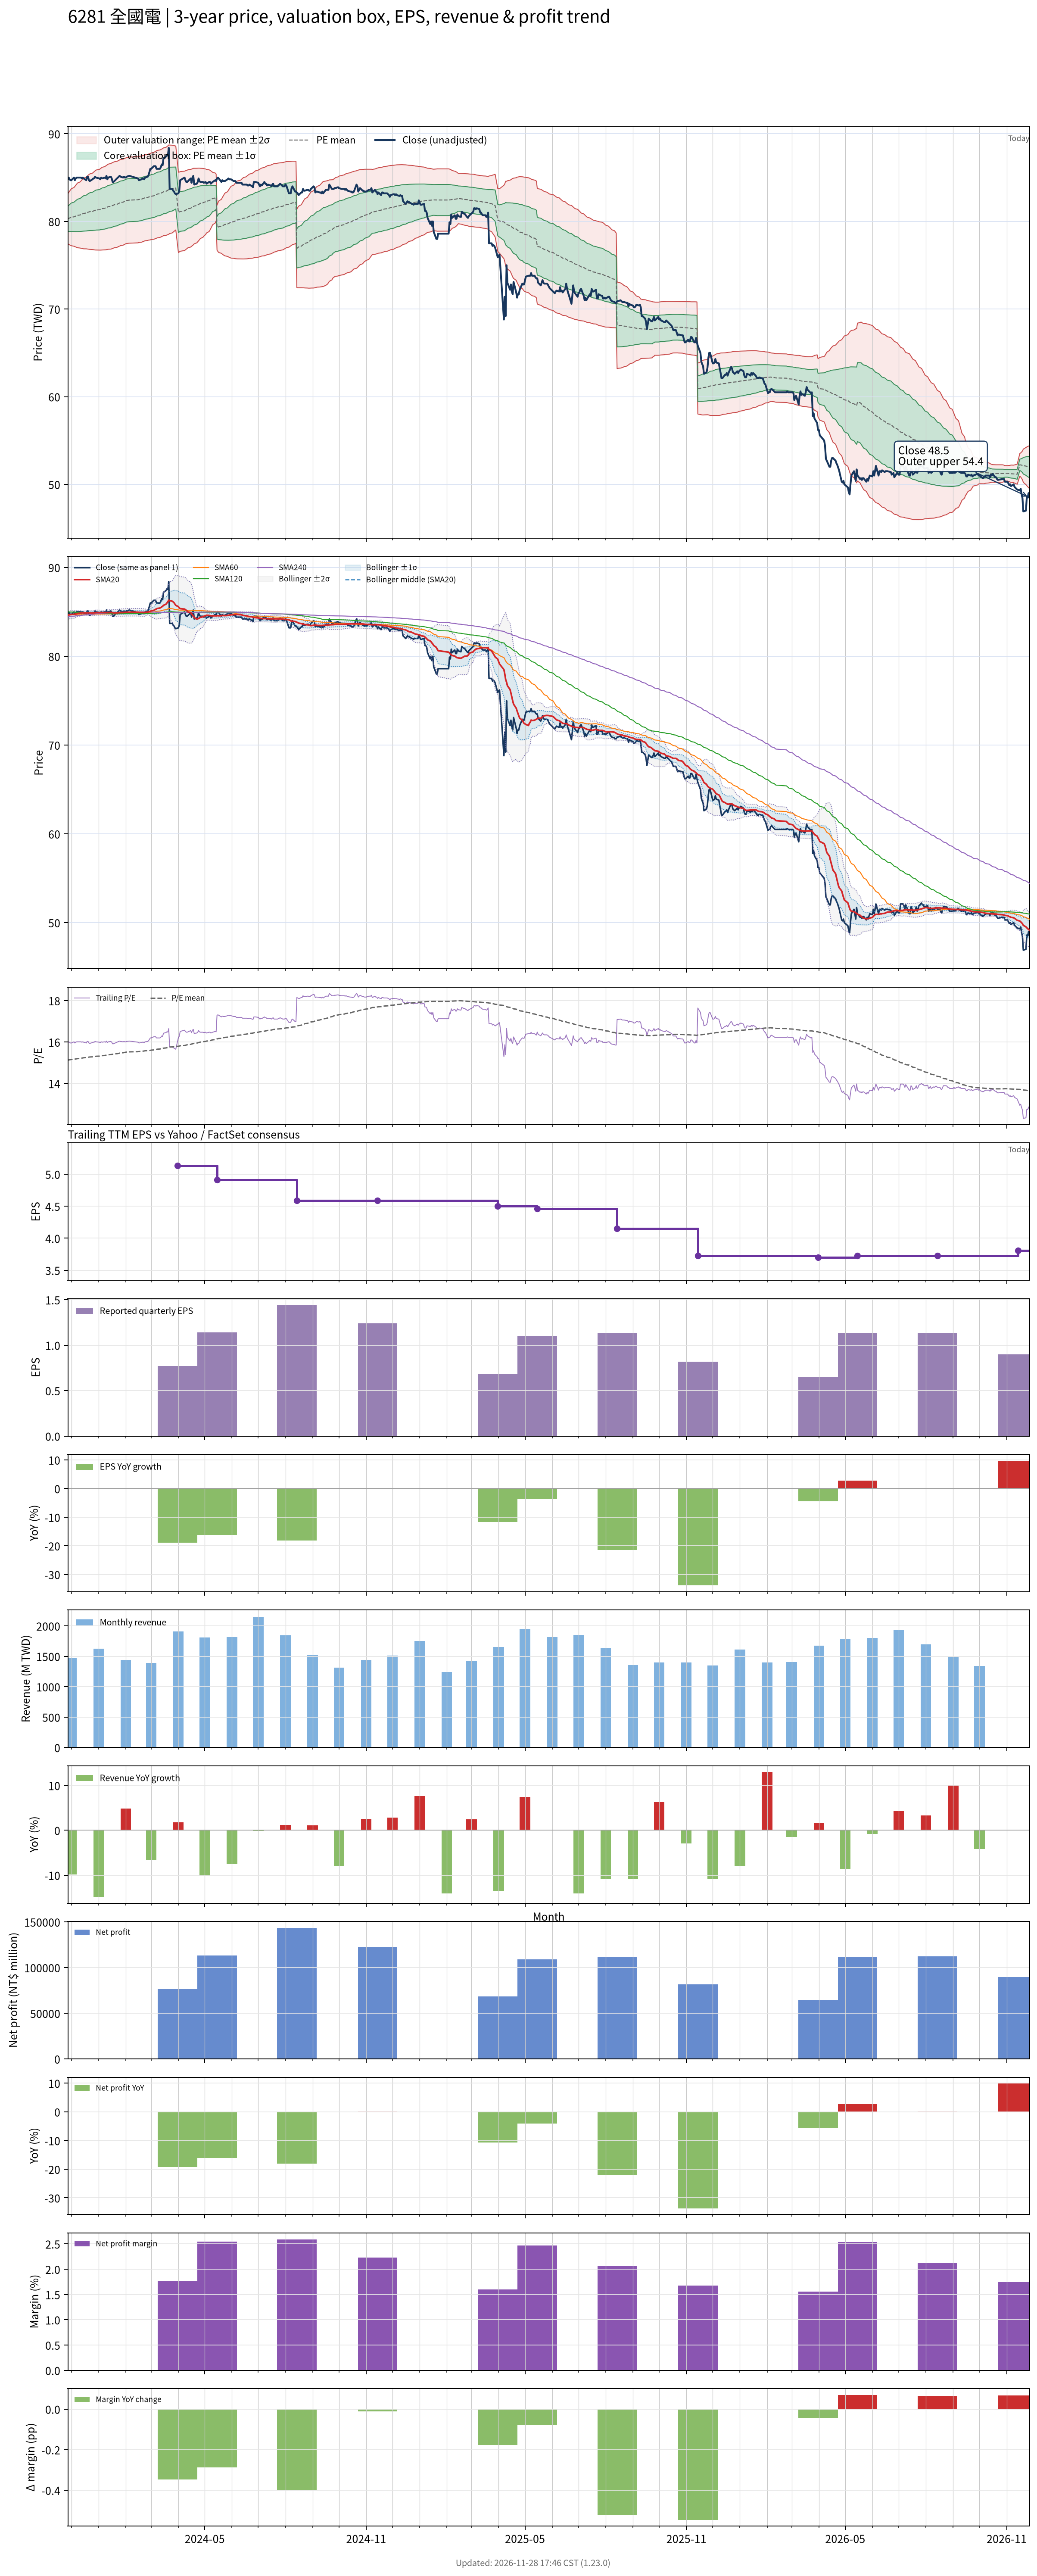 6281 全國電 | 3-year price, valuation box, EPS, revenue & profit trend
Outer valuation range: PE mean ±2σ
Core valuation box: PE mean ±1σ
PE mean
Close (unadjusted)
Today
Price (TWD)
90
80
70
60
50
Close 48.5
Outer upper 54.4
Close (same as panel 1)
SMA20
SMA60
SMA120
SMA240
Bollinger ±2σ
Bollinger ±1σ
Bollinger middle (SMA20)
Price
90
80
70
60
50
Trailing P/E
P/E mean
P/E
18
16
14
Trailing TTM EPS vs Yahoo / FactSet consensus
Today
EPS
5.0
4.5
4.0
3.5
Reported quarterly EPS
EPS
1.5
1.0
0.5
0.0
EPS YoY growth
YoY (%)
10
0
-10
-20
-30
Monthly revenue
Revenue (M TWD)
2000
1500
1000
500
0
Revenue YoY growth
YoY (%)
10
0
-10
Month
Net profit
Net profit (NT$ million)
150000
100000
50000
0
Net profit YoY
YoY (%)
10
0
-10
-20
-30
Net profit margin
Margin (%)
2.5
2.0
1.5
1.0
0.5
0.0
Margin YoY change
Δ margin (pp)
0.0
-0.2
-0.4
2024-05
2024-11
2025-05
2025-11
2026-05
2026-11
Updated: 2026-11-28 17:46 CST (1.23.0)